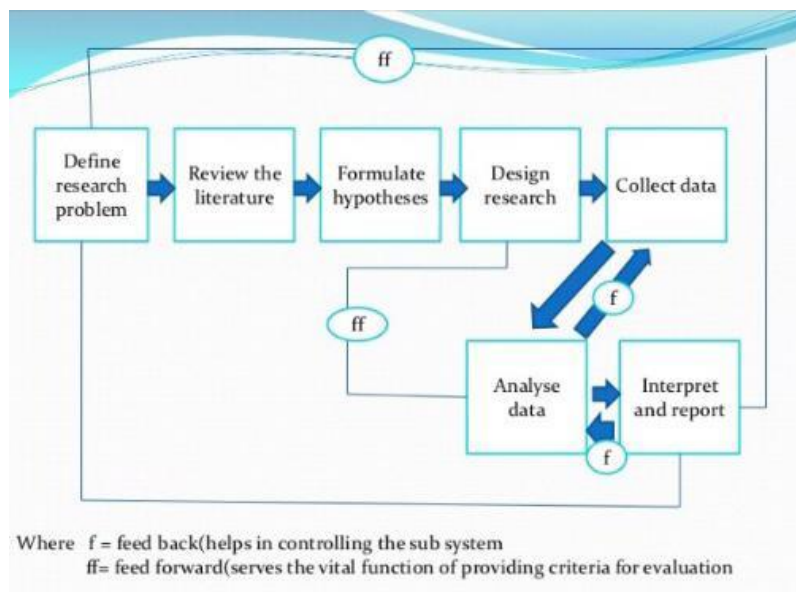 ff
Define
research
problem
Review the
literature
Formulate
hypotheses
Design
research
Collect data
ff
f
Analyse
data
Interpret
and report
f
Where f = feed back(helps in controlling the sub system
ff= feed forward(serves the vital function of providing criteria for evaluation